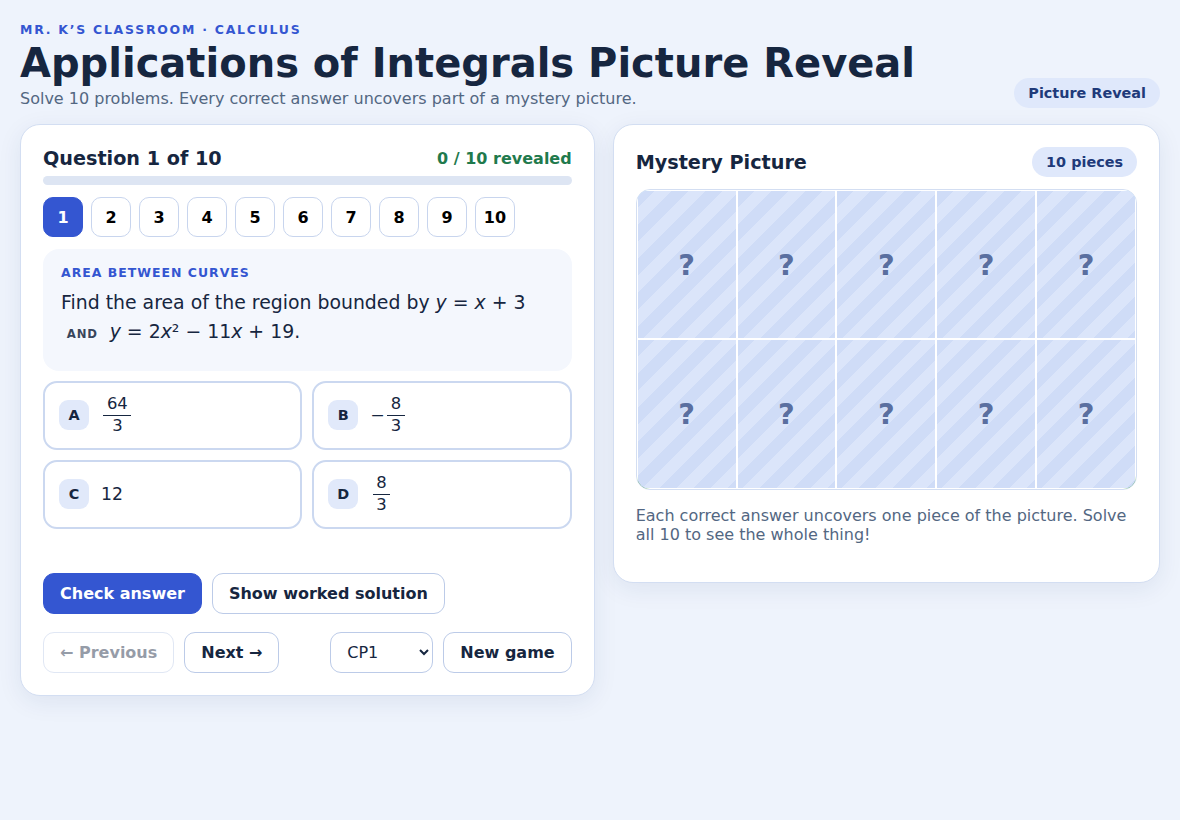 MR. K’S CLASSROOM · CALCULUS
Applications of Integrals Picture Reveal
Solve 10 problems. Every correct answer uncovers part of a mystery picture.
Picture Reveal
Question 1 of 10
0 / 10 revealed
1 2 3 4 5 6 7 8 9 10
AREA BETWEEN CURVES
Find the area of the region bounded by y = x + 3
AND y = 2x² − 11x + 19.
A 64/3
B −8/3
C 12
D 8/3
Check answer
Show worked solution
← Previous
Next →
CP1
New game
Mystery Picture
10 pieces
? ? ? ? ?
? ? ? ? ?
Each correct answer uncovers one piece of the picture. Solve
all 10 to see the whole thing!